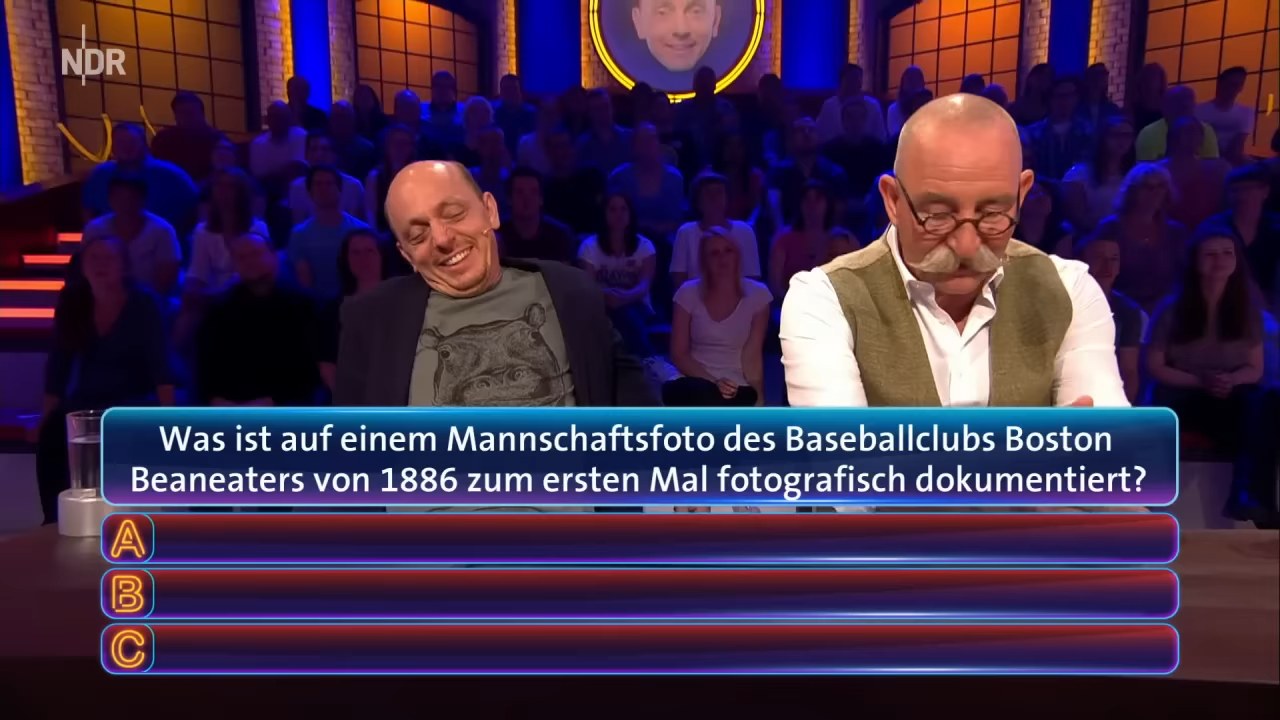 NDR
Was ist auf einem Mannschaftsfoto des Baseballclubs Boston
Beaneaters von 1886 zum ersten Mal fotografisch dokumentiert?
A
B
C